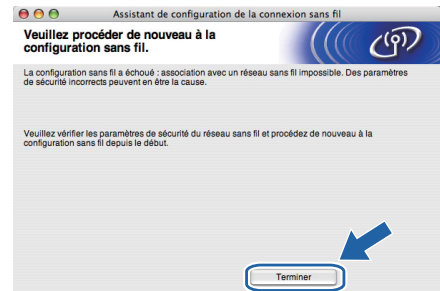 Assistant de configuration de la connexion sans fil
Veuillez procéder de nouveau à la
configuration sans fil.
La configuration sans fil a échoué : association avec un réseau sans fil impossible. Des paramètres
de sécurité incorrects peuvent en être la cause.
Veuillez vérifier les paramètres de sécurité du réseau sans fil et procédez de nouveau à la
configuration sans fil depuis le début.
Terminer